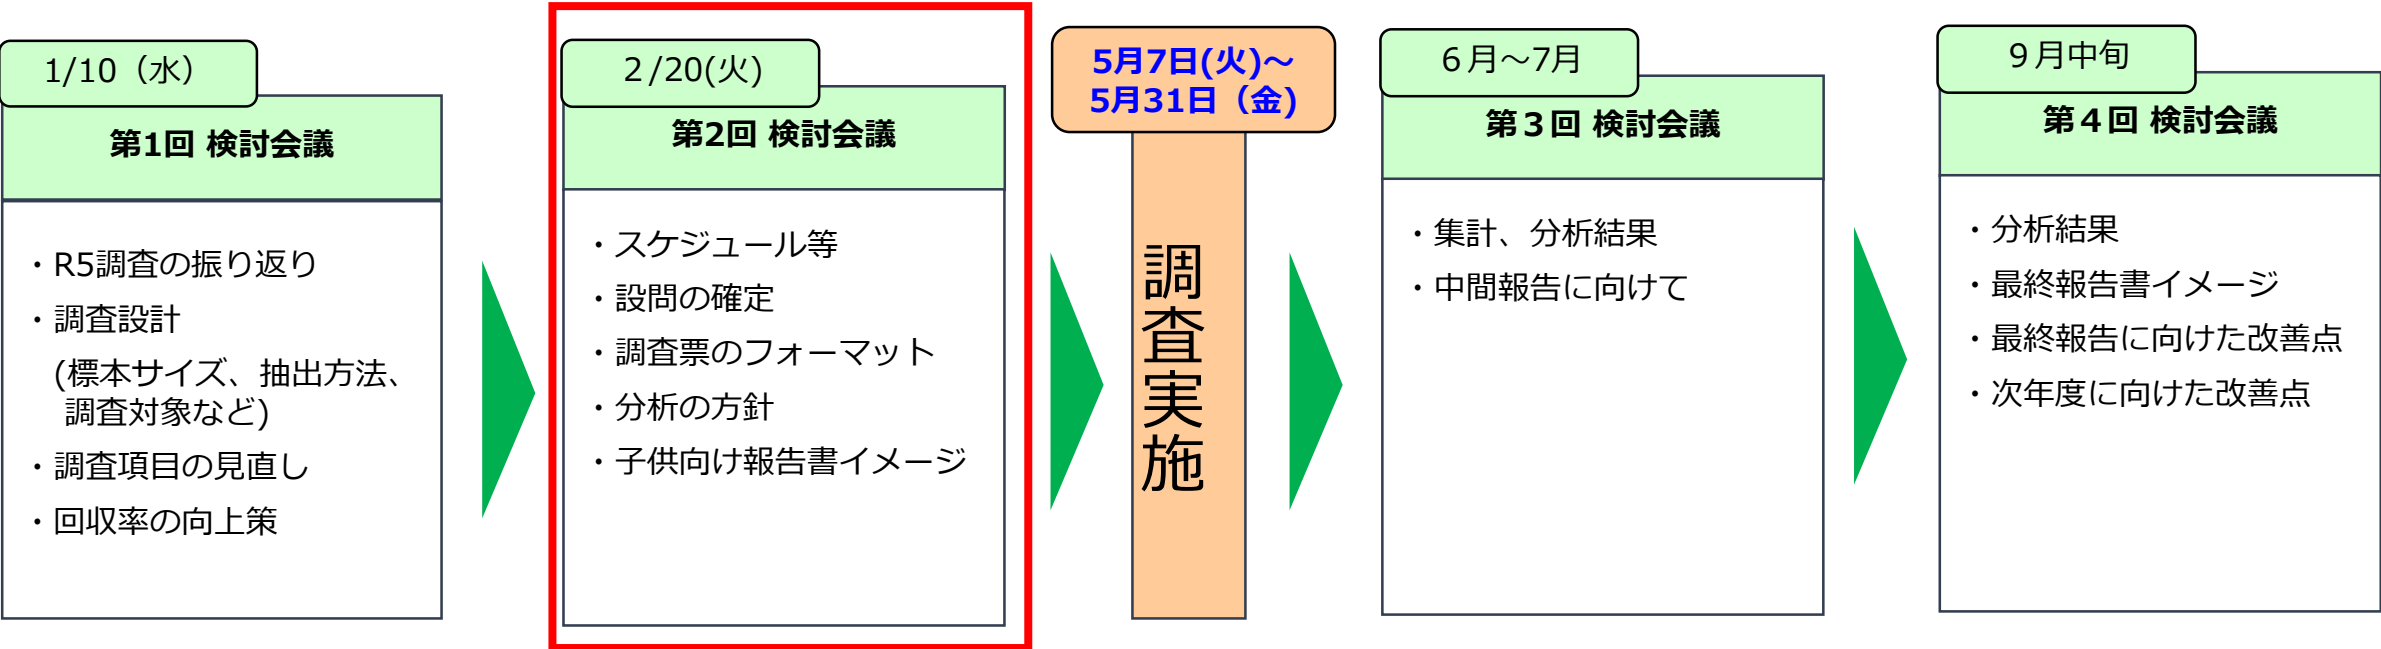 1/10（水）
第1回 検討会議
・R5調査の振り返り
・調査設計
(標本サイズ、抽出方法、
調査対象など)
・調査項目の見直し
・回収率の向上策
２/20(火)
第2回 検討会議
・スケジュール等
・設問の確定
・調査票のフォーマット
・分析の方針
・子供向け報告書イメージ
5月7日(火)～
5月31日（金)
調査実施
６月～7月
第３回 検討会議
・集計、分析結果
・中間報告に向けて
９月中旬
第４回 検討会議
・分析結果
・最終報告書イメージ
・最終報告に向けた改善点
・次年度に向けた改善点